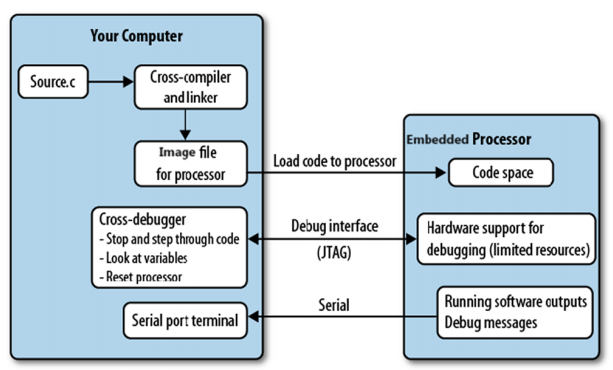 Your Computer
Source.c
Cross-compiler
and linker
Image file
for processor
Load code to processor
Embedded Processor
Code space
Cross-debugger
- Stop and step through code
- Look at variables
- Reset processor
Debug interface
(JTAG)
Hardware support for
debugging (limited resources)
Serial port terminal
Serial
Running software outputs
Debug messages